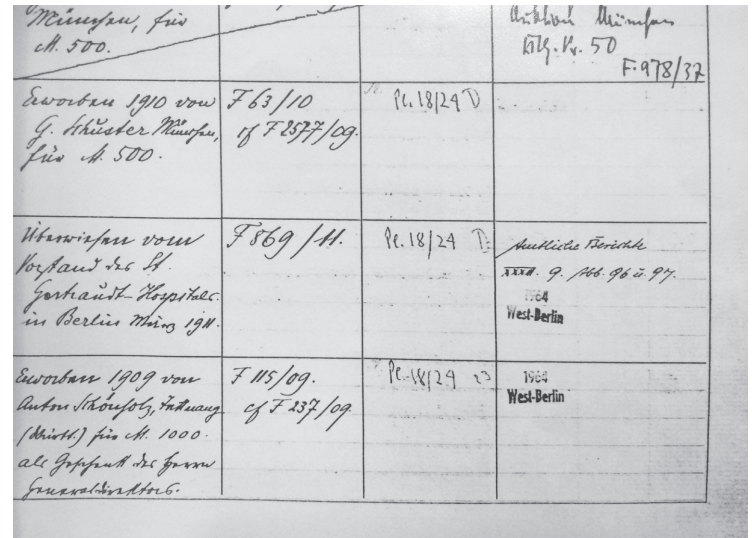 München, für
M. 500.
Auktion München
Ktlg. Nr. 50
F. 978/37
Erworben 1910 von
G. Schuster München,
für M. 500.
F 63/10
cf F 2577/09.
Pl. 18/24 D
Überwiesen vom
Vorstand des St.
Gertraudt-Hospitals
in Berlin März 1911.
F 869/11.
Pl. 18/24 D
Amtliche Berichte
XXXII. 9. Abb. 96 u. 97.
1964
West-Berlin
Erworben 1909 von
Anton Schönholz, Tettnang
(Württ.) für M. 1000.
als Geschenk des Herrn
Generaldirektors.
F 115/09.
cf F 237/09
Pl. 18/24
1964
West-Berlin